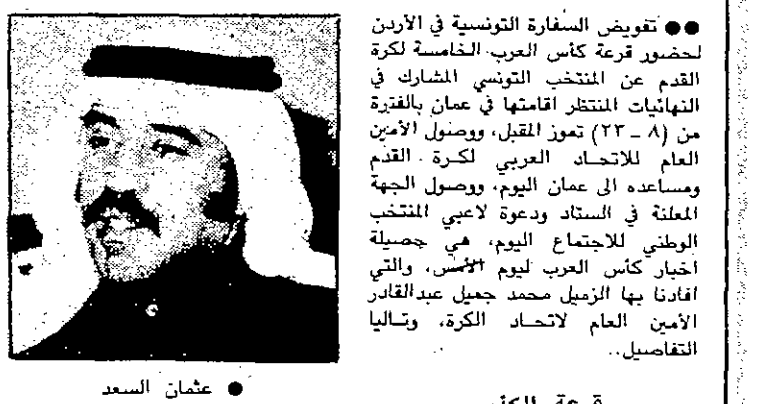 ●● تفويض السفارة التونسية في الأردن
لحضور قرعة كأس العرب الخامسة لكرة
القدم عن المنتخب التونسي المشارك في
النهائيات المنتظر اقامتها في عمان بالفترة
من (٨ - ٢٣) تموز المقبل، ووصول الأمين
العام للاتحاد العربي لكرة القدم
ومساعده الى عمان اليوم، ووصول الجهة
المعلنة في الستاد ودعوة لاعبي المنتخب
الوطني للاجتماع اليوم، هي حصيلة
اخبار كأس العرب ليوم الأمس، والتي
افادنا بها الزميل محمد جميل عبدالقادر
الأمين العام لاتحاد الكرة، وتاليا
التفاصيل..
● عثمان السعد
قرعة